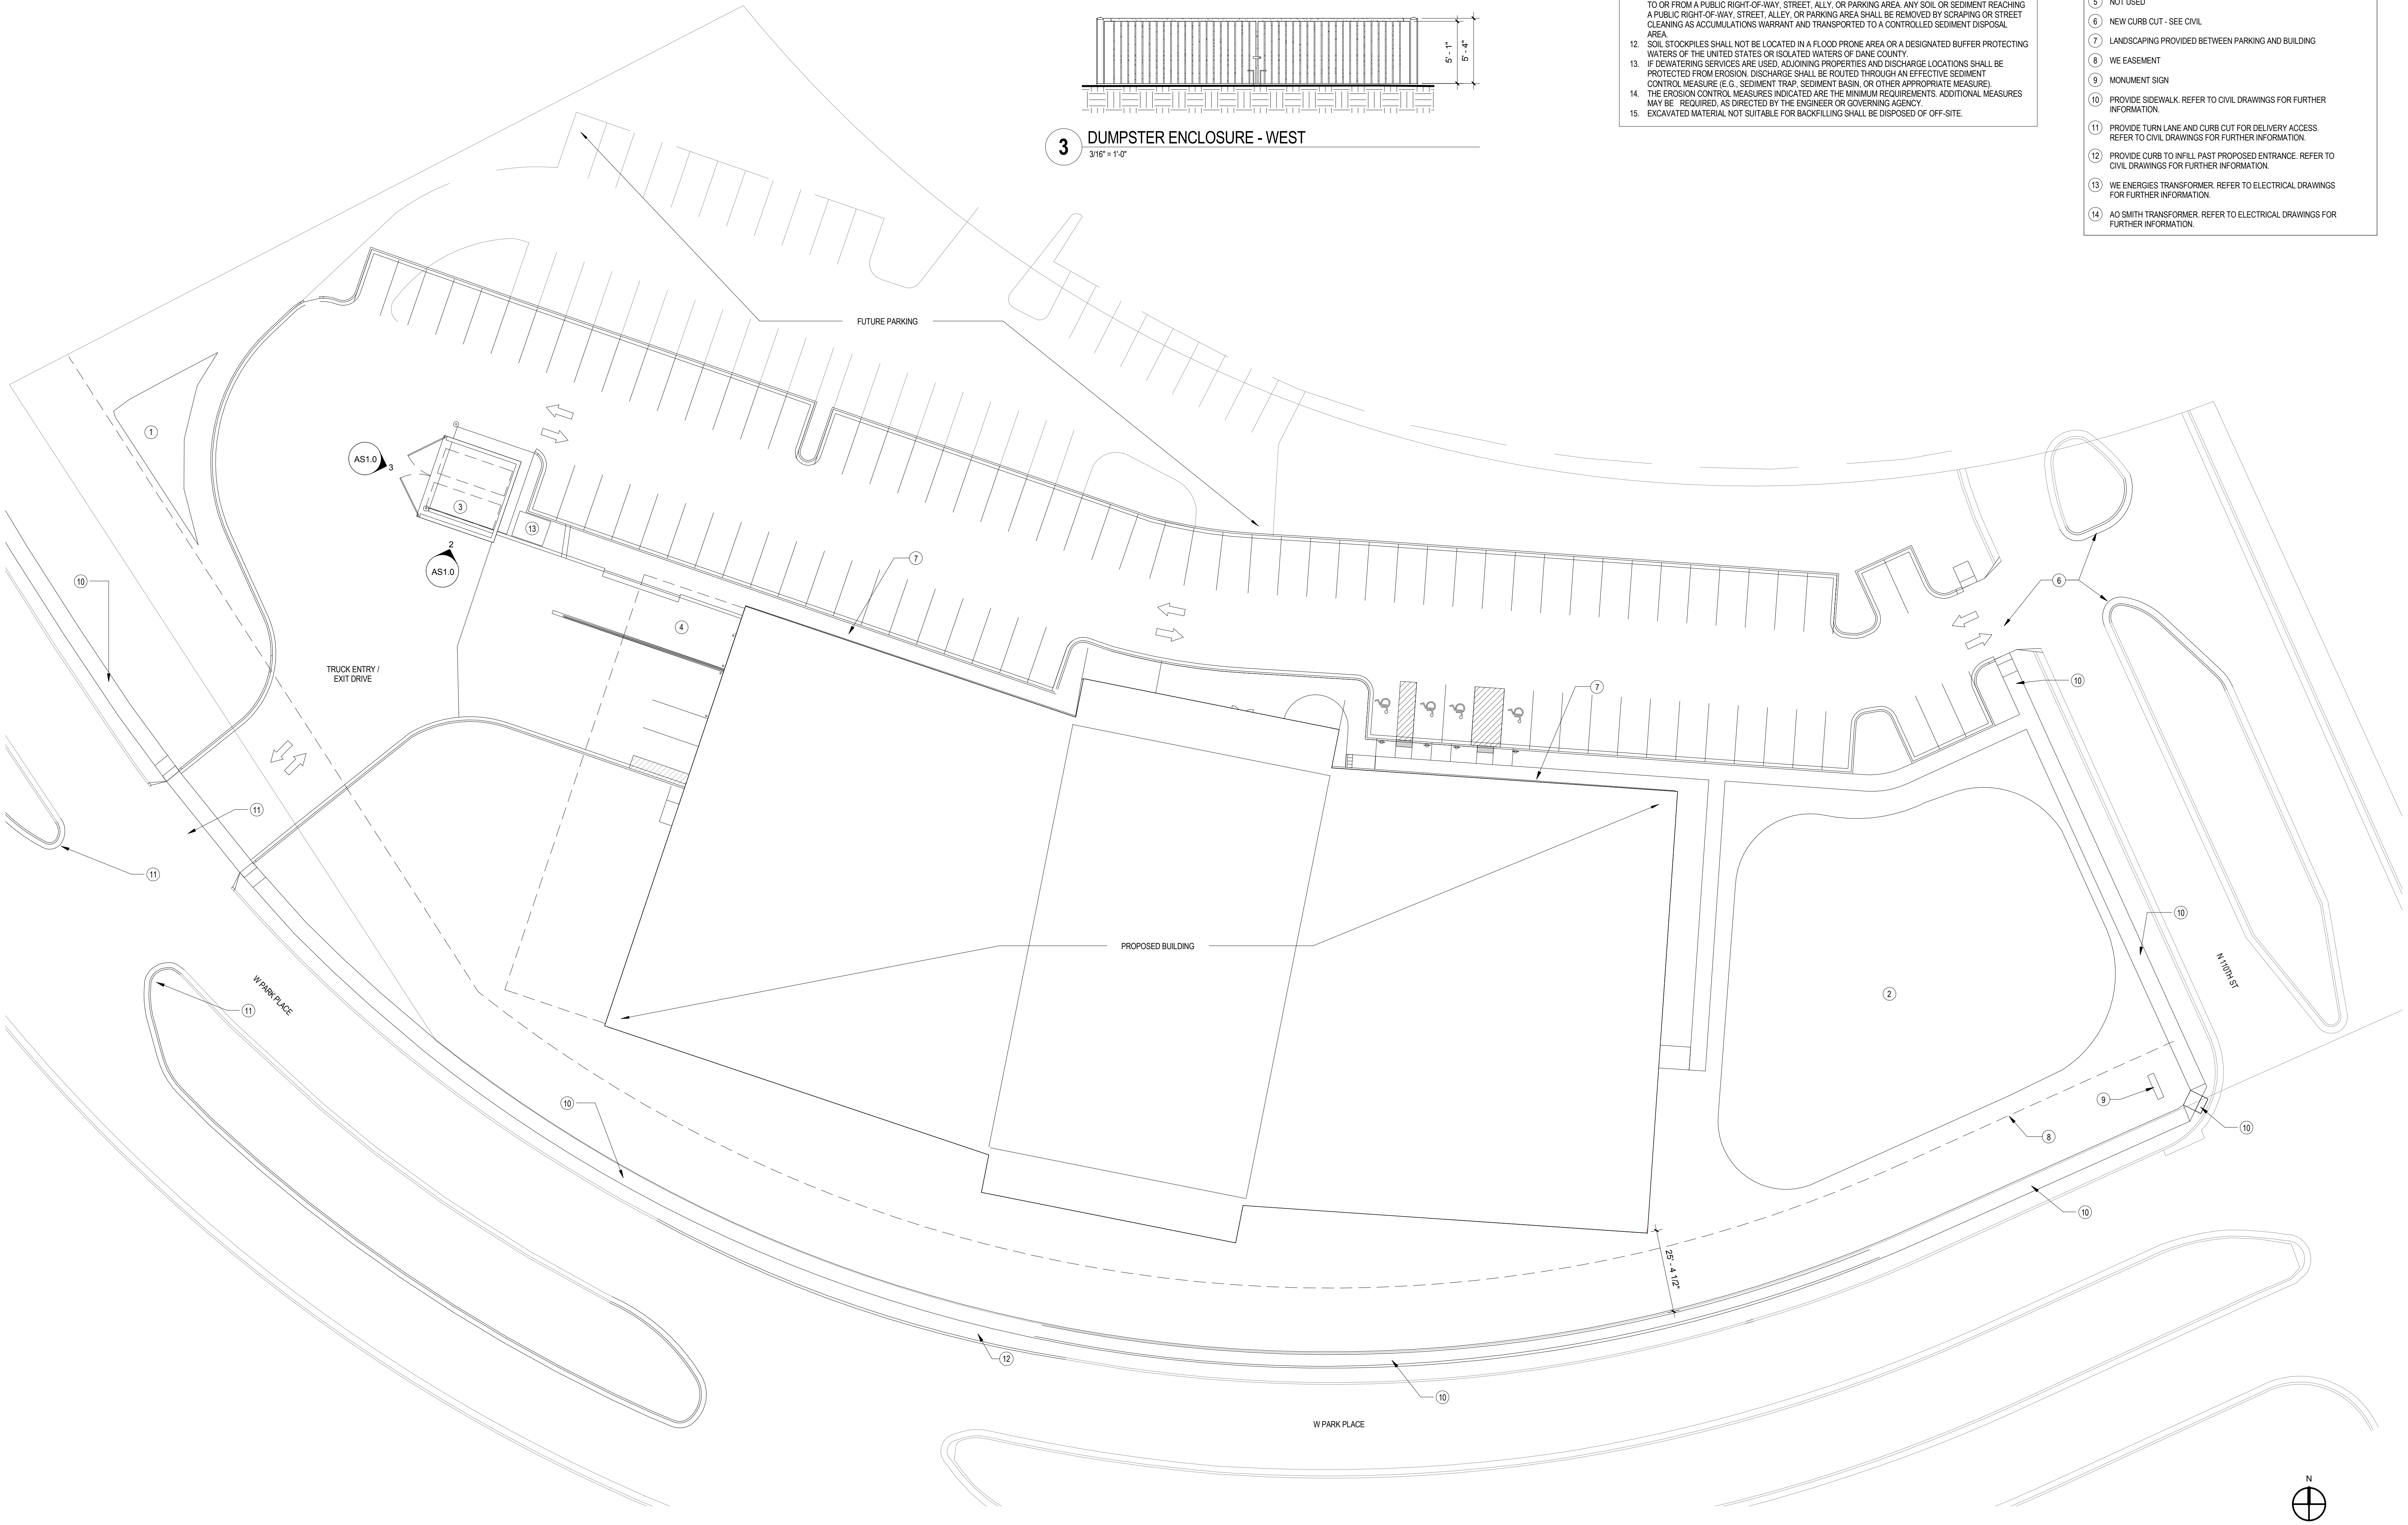 TO OR FROM A PUBLIC RIGHT-OF-WAY, STREET, ALLY, OR PARKING AREA. ANY SOIL OR SEDIMENT REACHING
A PUBLIC RIGHT-OF-WAY, STREET, ALLEY, OR PARKING AREA SHALL BE REMOVED BY SCRAPING OR STREET
CLEANING AS ACCUMULATIONS WARRANT AND TRANSPORTED TO A CONTROLLED SEDIMENT DISPOSAL
AREA.
12. SOIL STOCKPILES SHALL NOT BE LOCATED IN A FLOOD PRONE AREA OR A DESIGNATED BUFFER PROTECTING
WATERS OF THE UNITED STATES OR ISOLATED WATERS OF DANE COUNTY.
13. IF DEWATERING SERVICES ARE USED, ADJOINING PROPERTIES AND DISCHARGE LOCATIONS SHALL BE
PROTECTED FROM EROSION. DISCHARGE SHALL BE ROUTED THROUGH AN EFFECTIVE SEDIMENT
CONTROL MEASURE (E.G., SEDIMENT TRAP, SEDIMENT BASIN, OR OTHER APPROPRIATE MEASURE).
14. THE EROSION CONTROL MEASURES INDICATED ARE THE MINIMUM REQUIREMENTS. ADDITIONAL MEASURES
MAY BE REQUIRED, AS DIRECTED BY THE ENGINEER OR GOVERNING AGENCY.
15. EXCAVATED MATERIAL NOT SUITABLE FOR BACKFILLING SHALL BE DISPOSED OF OFF-SITE.
5 NOT USED
6 NEW CURB CUT - SEE CIVIL
7 LANDSCAPING PROVIDED BETWEEN PARKING AND BUILDING
8 WE EASEMENT
9 MONUMENT SIGN
10 PROVIDE SIDEWALK. REFER TO CIVIL DRAWINGS FOR FURTHER
INFORMATION.
11 PROVIDE TURN LANE AND CURB CUT FOR DELIVERY ACCESS.
REFER TO CIVIL DRAWINGS FOR FURTHER INFORMATION.
12 PROVIDE CURB TO INFILL PAST PROPOSED ENTRANCE. REFER TO
CIVIL DRAWINGS FOR FURTHER INFORMATION.
13 WE ENERGIES TRANSFORMER. REFER TO ELECTRICAL DRAWINGS
FOR FURTHER INFORMATION.
14 AO SMITH TRANSFORMER. REFER TO ELECTRICAL DRAWINGS FOR
FURTHER INFORMATION.
5' - 1"
5' - 4"
3 DUMPSTER ENCLOSURE - WEST
3/16" = 1'-0"
FUTURE PARKING
1
AS1.0
3
3
13
2
AS1.0
7
10
6
4
TRUCK ENTRY /
EXIT DRIVE
7
10
11
11
10
PROPOSED BUILDING
N 110TH ST
2
W PARK PLACE
11
10
9
10
8
10
25' - 4 1/2"
12
10
W PARK PLACE
N